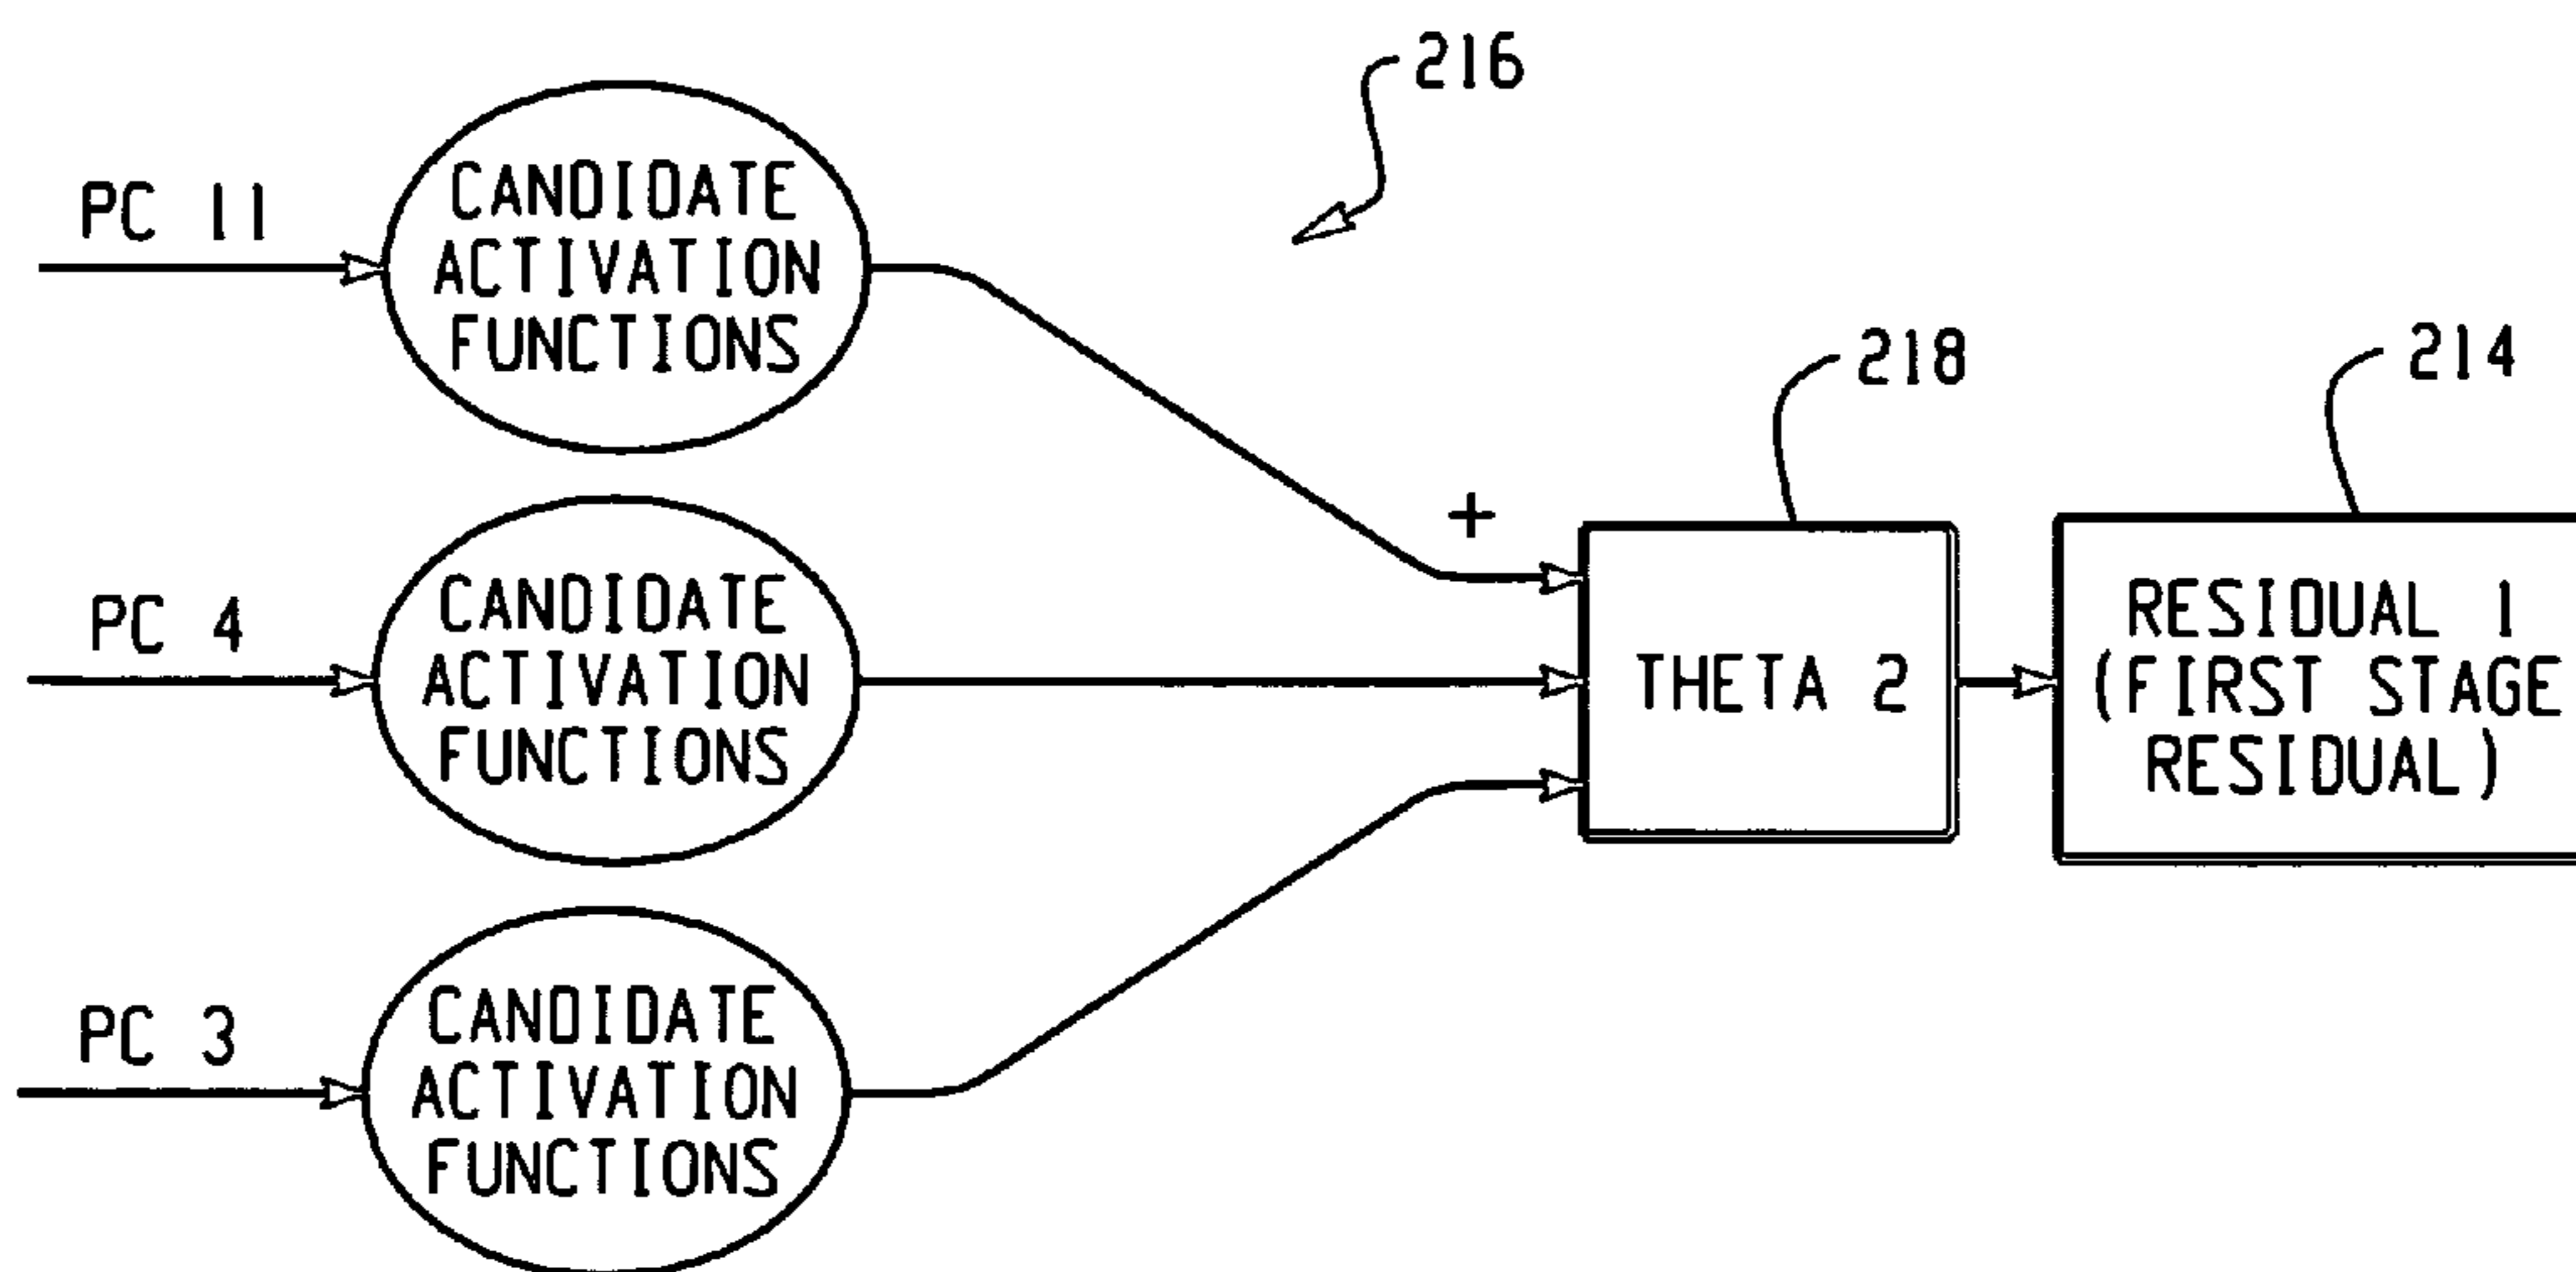 216
PC 11
CANDIDATE
ACTIVATION
FUNCTIONS
218
214
+
PC 4
CANDIDATE
ACTIVATION
FUNCTIONS
THETA 2
RESIDUAL 1
(FIRST STAGE
RESIDUAL)
PC 3
CANDIDATE
ACTIVATION
FUNCTIONS